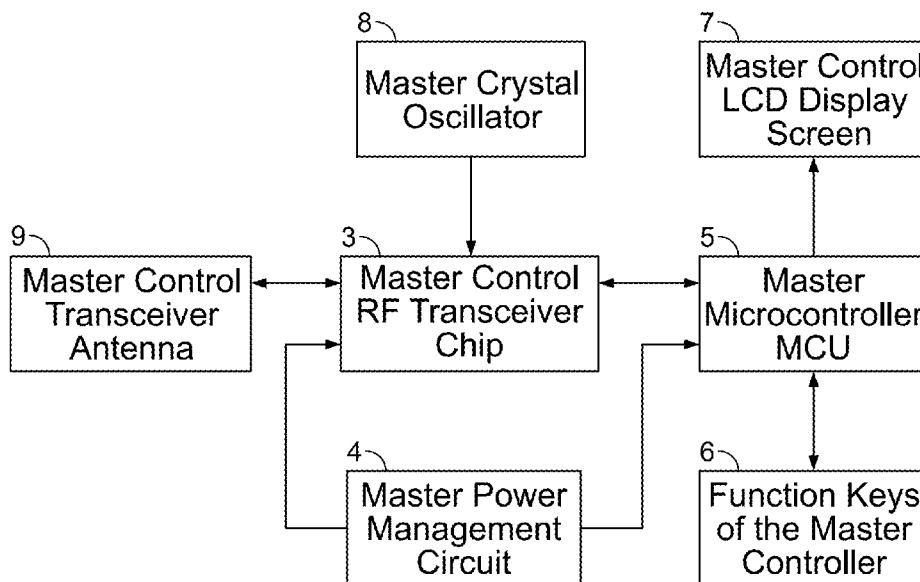 8
Master Crystal
Oscillator
7
Master Control
LCD Display
Screen
9
Master Control
Transceiver
Antenna
3
Master Control
RF Transceiver
Chip
5
Master
Microcontroller
MCU
4
Master Power
Management
Circuit
6
Function Keys
of the Master
Controller